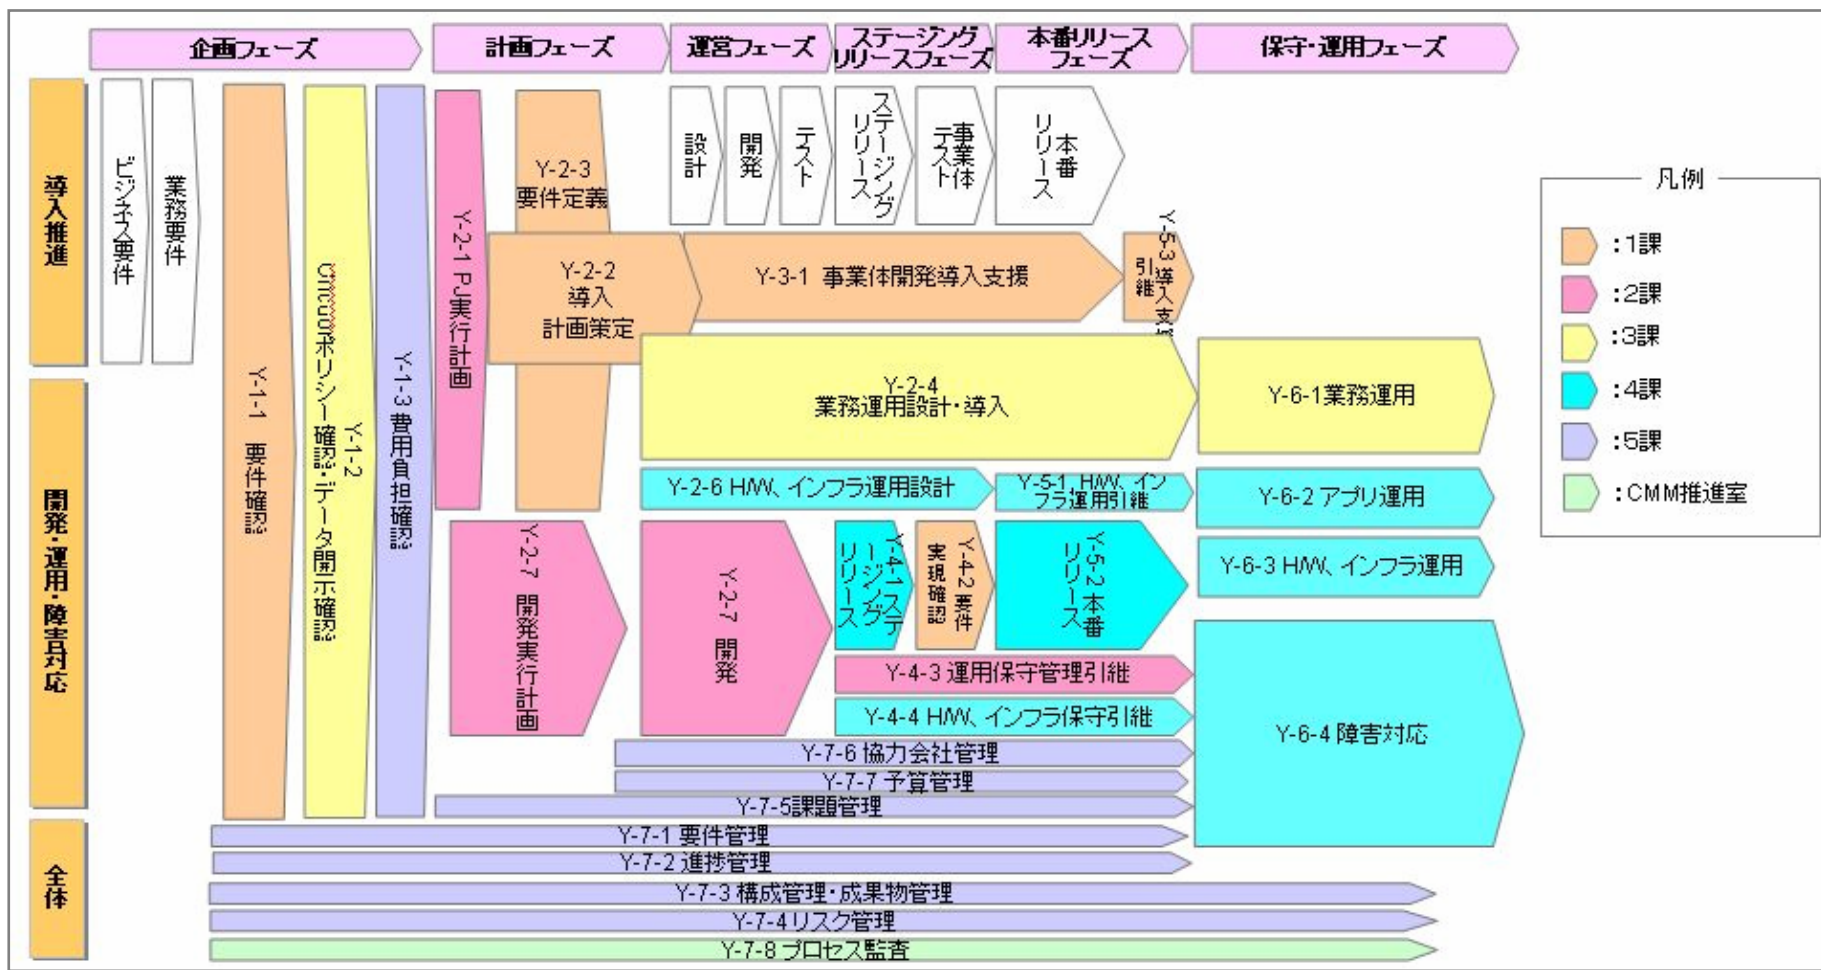 企画フェーズ
計画フェーズ
運営フェーズ
ステージング
リリースフェーズ
本番リリース
フェーズ
保守・運用フェーズ
導入推進
ビジネス要件
業務要件
Y-1-1 要件確認
Y-1-2
ポリシー確認・データ開示確認
Y-1-3 費用負担確認
Y-2-1 PJ実行計画
Y-2-3
要件定義
Y-2-2
導入
計画策定
設計
開発
テスト
ステージング
リリース
事業体
テスト
本番
リリース
Y-3-1 事業体開発導入支援
Y-5-3 導入支援
引継
Y-2-4
業務運用設計・導入
Y-6-1業務運用
開発・運用・障害対応
Y-2-6 H/W、インフラ運用設計
Y-5-1 H/W、イン
フラ運用引継
Y-6-2 アプリ運用
Y-6-3 H/W、インフラ運用
Y-2-7 開発実行計画
Y-2-7 開発
Y-4-1ステ
ージング
リリース
Y-4-2 要件
実現確認
Y-5-2 本番
リリース
Y-4-3 運用保守管理引継
Y-4-4 H/W、インフラ保守引継
Y-6-4 障害対応
Y-7-6 協力会社管理
Y-7-7 予算管理
Y-7-5課題管理
全体
Y-7-1 要件管理
Y-7-2 進捗管理
Y-7-3 構成管理・成果物管理
Y-7-4 リスク管理
Y-7-8 プロセス監査
凡例
:1課
:2課
:3課
:4課
:5課
:CMM推進室